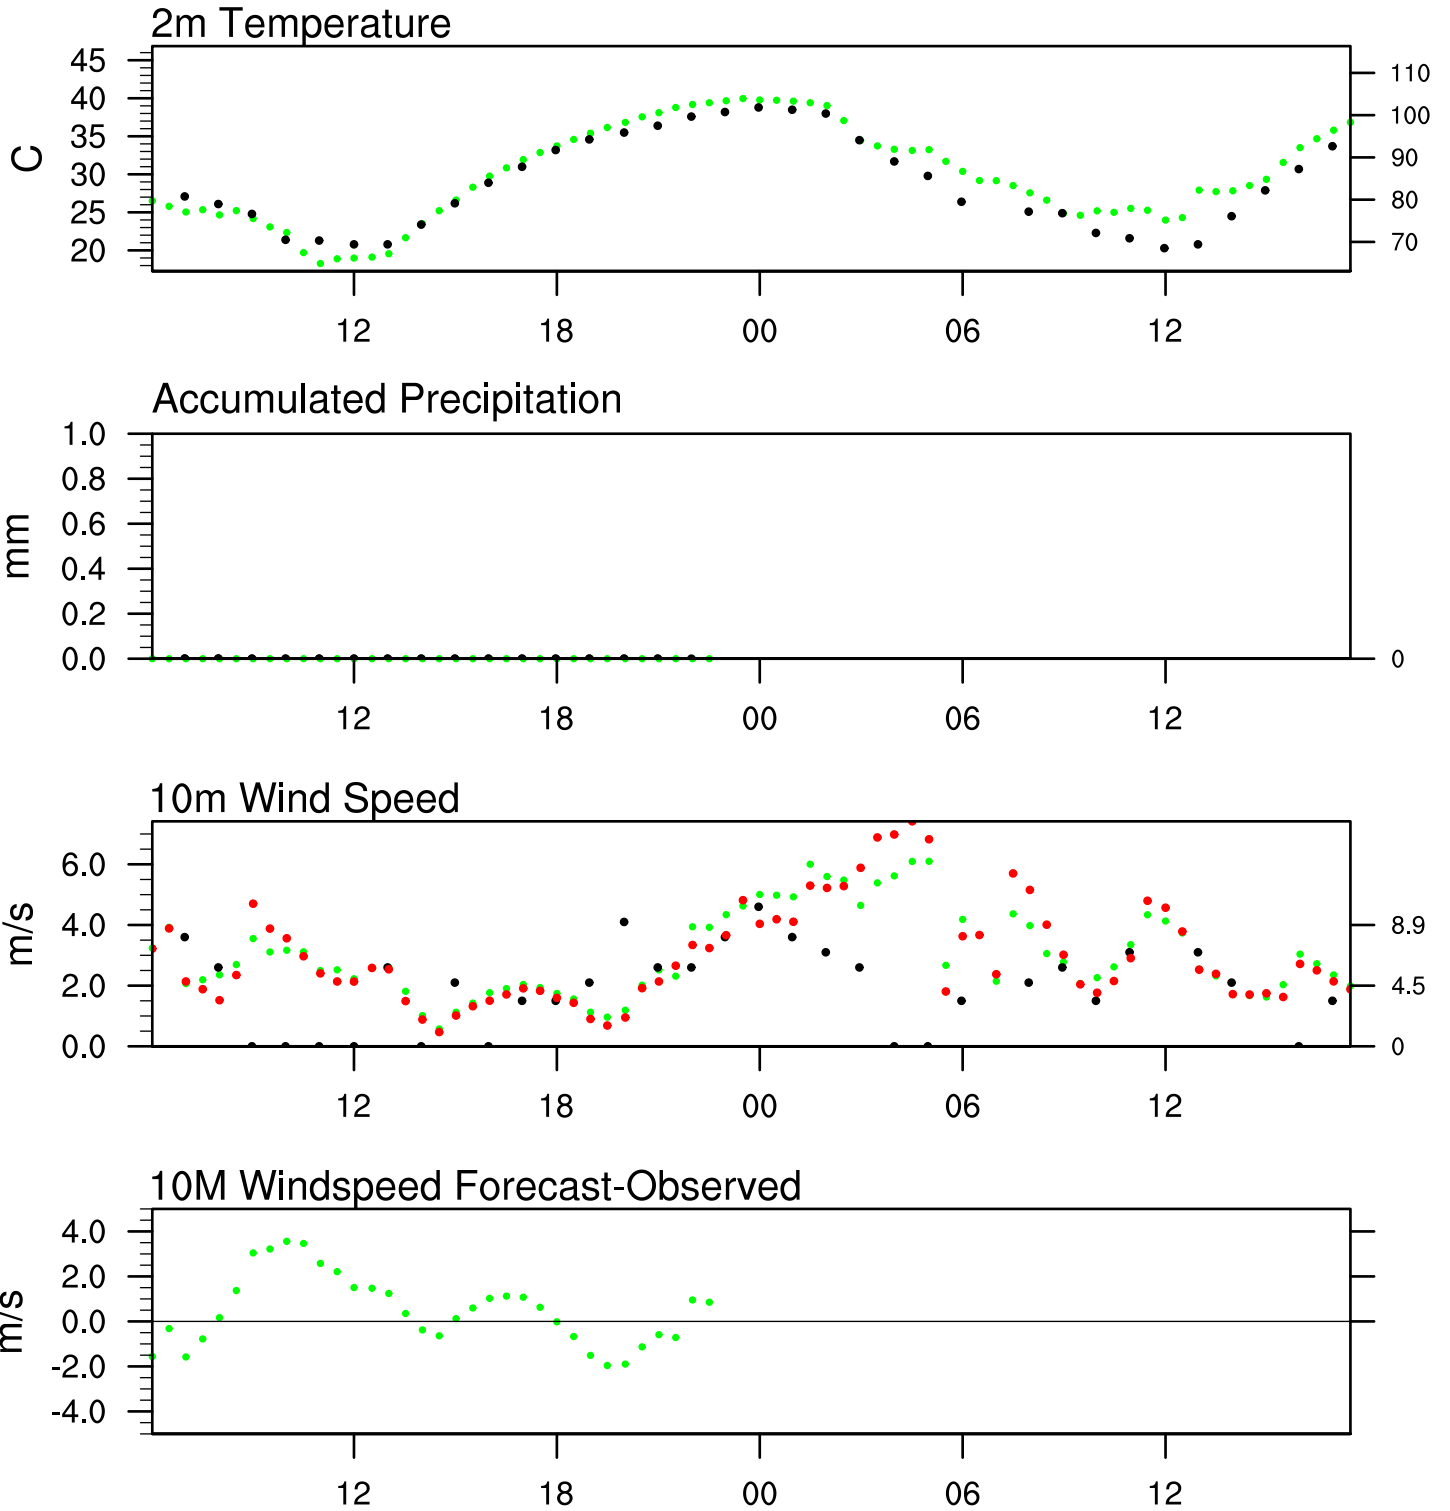 2m Temperature
45
40
35
30
25
20
C
110
100
90
80
70
12 18 00 06 12
Accumulated Precipitation
1.0
0.8
0.6
0.4
0.2
0.0
mm
0
12 18 00 06 12
10m Wind Speed
6.0
4.0
2.0
0.0
m/s
8.9
4.5
0
12 18 00 06 12
10M Windspeed Forecast-Observed
4.0
2.0
0.0
-2.0
-4.0
m/s
12 18 00 06 12